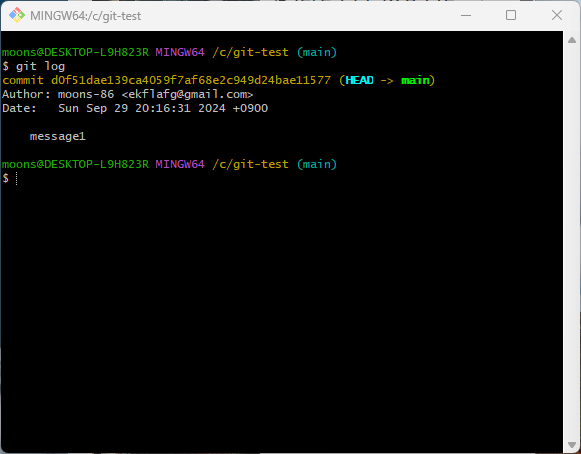 MINGW64:/c/git-test
moons@DESKTOP-L9H823R MINGW64 /c/git-test (main)
$ git log
commit d0f51dae139ca4059f7af68e2c949d24bae11577 (HEAD -> main)
Author: moons-86 <ekflafg@gmail.com>
Date:   Sun Sep 29 20:16:31 2024 +0900
    message1
moons@DESKTOP-L9H823R MINGW64 /c/git-test (main)
$